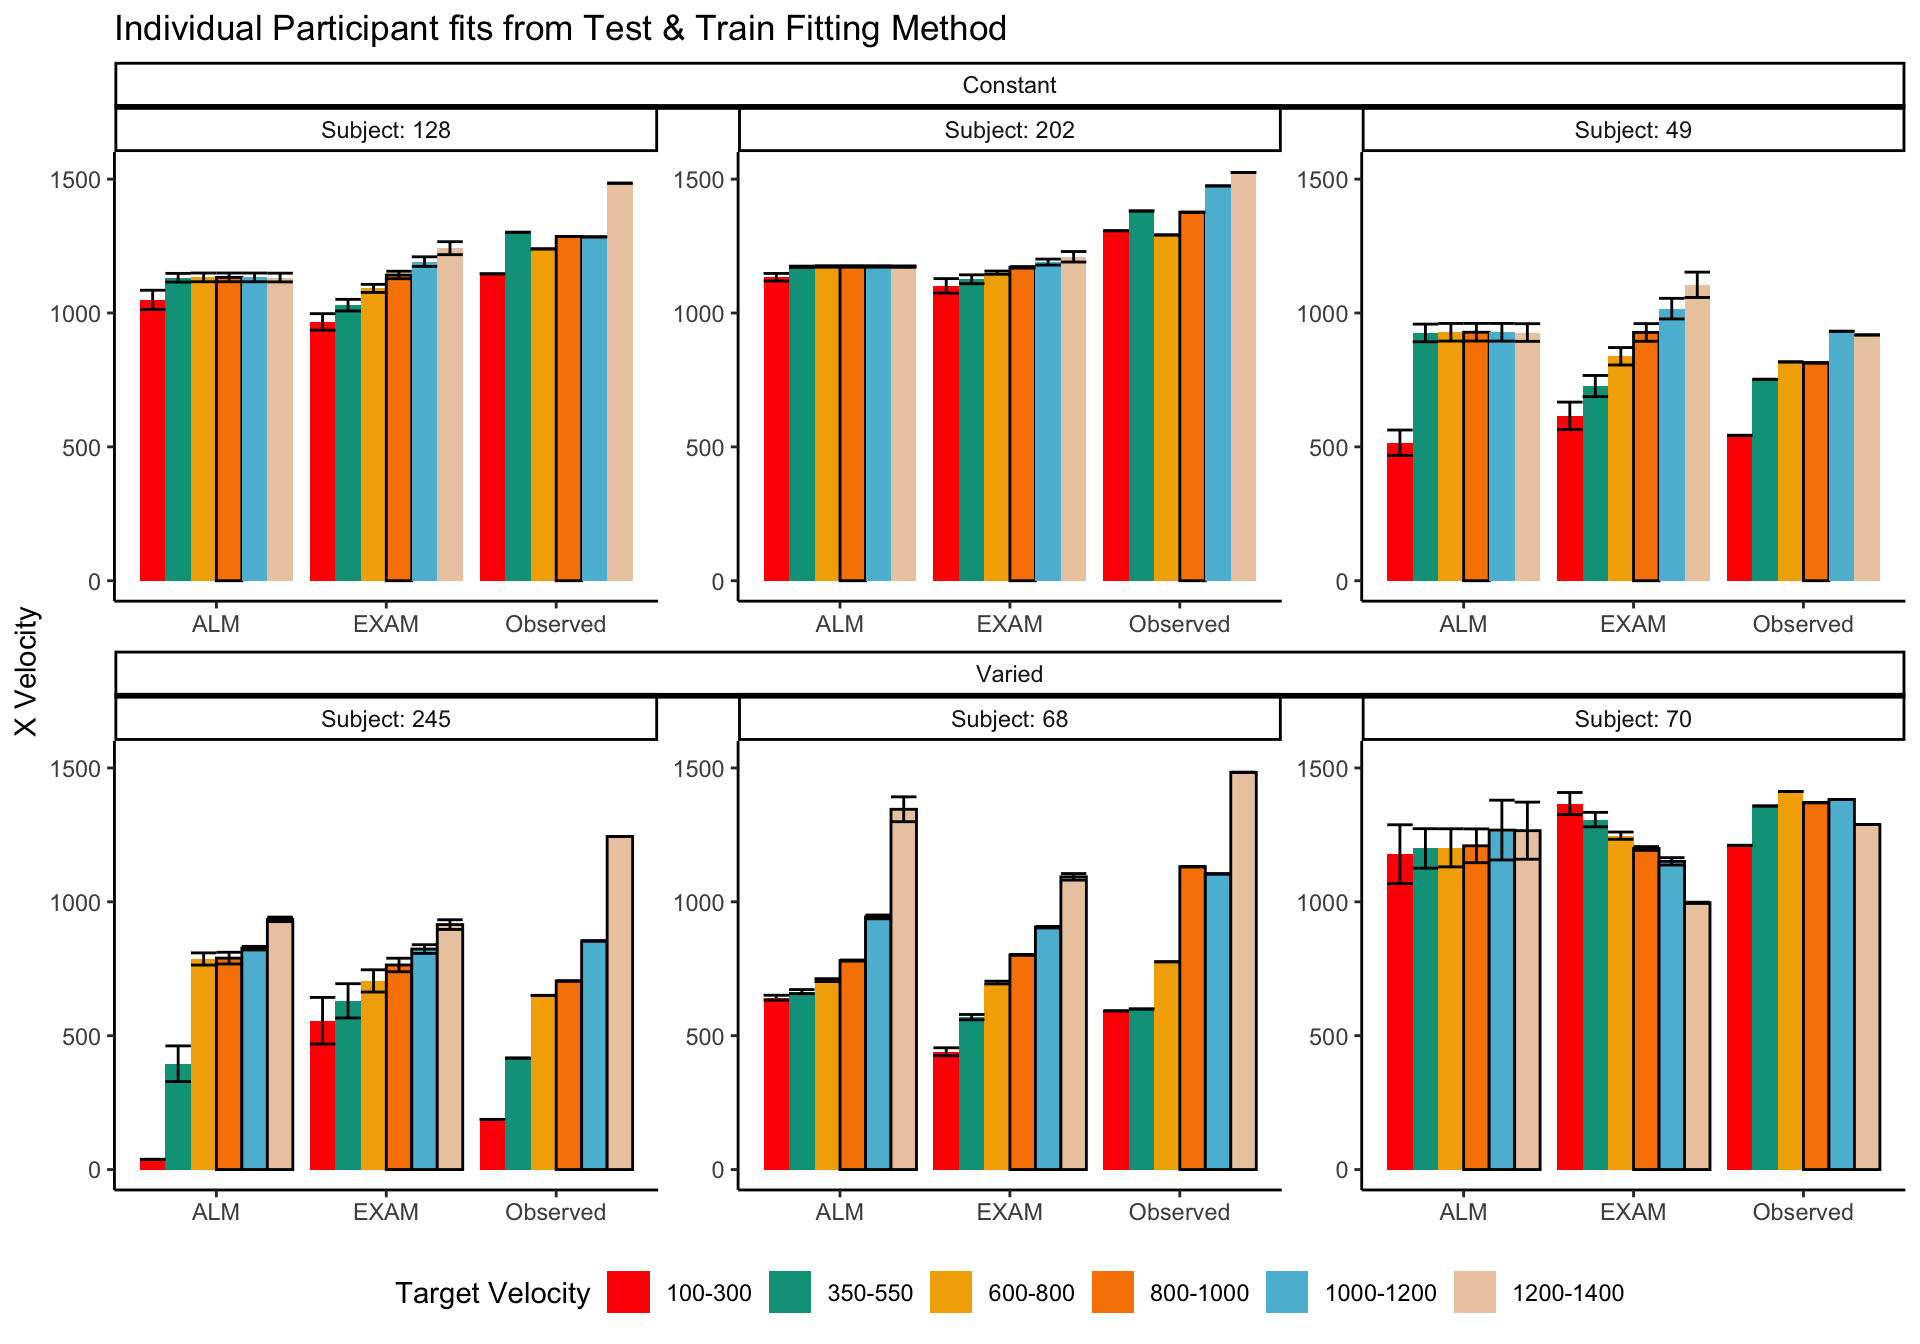 Individual Participant fits from Test & Train Fitting Method
Constant
Subject: 128
Subject: 202
Subject: 49
1500
1000
500
0
ALM
EXAM
Observed
1500
1000
500
0
ALM
EXAM
Observed
1500
1000
500
0
ALM
EXAM
Observed
X Velocity
Varied
Subject: 245
Subject: 68
Subject: 70
1500
1000
500
0
ALM
EXAM
Observed
1500
1000
500
0
ALM
EXAM
Observed
1500
1000
500
0
ALM
EXAM
Observed
Target Velocity
100-300
350-550
600-800
800-1000
1000-1200
1200-1400